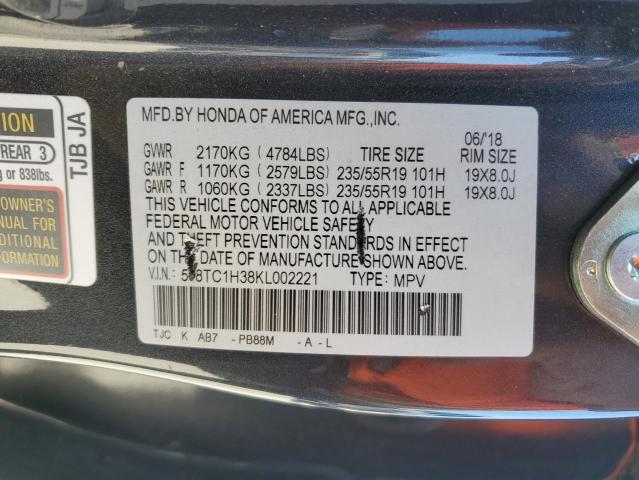 TION
REAR 3
g or 838lbs.
OWNER'S
MANUAL FOR
ADDITIONAL
FORMATION
TJB JA
MFD.BY HONDA OF AMERICA MFG.,INC. 06/'18
GVWR 2170KG (4784LBS) TIRE SIZE RIM SIZE
GAWR F 1170KG (2579LBS) 235/55R19 101H 19X8.0J
GAWR R 1060KG (2337LBS) 235/55R19 101H 19X8.0J
THIS VEHICLE CONFORMS TO ALL APPLICABLE
FEDERAL MOTOR VEHICLE SAFETY
AND THEFT PREVENTION STANDARDS IN EFFECT
ON THE DATE OF MANUFACTURE SHOWN ABOVE.
V.I.N.: 5J8TC1H38KL002221 TYPE: MPV
TJC K AB7 - PB88M - A - L